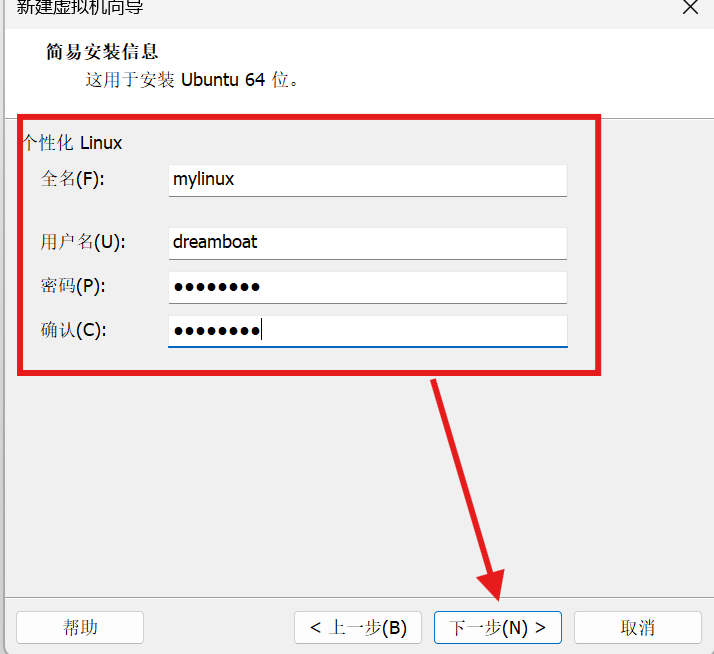 新建虚拟机向导
简易安装信息
这用于安装 Ubuntu 64 位。
个性化 Linux
全名(F):
mylinux
用户名(U):
dreamboat
密码(P):
●●●●●●●●
确认(C):
●●●●●●●●
帮助
< 上一步(B)
下一步(N) >
取消